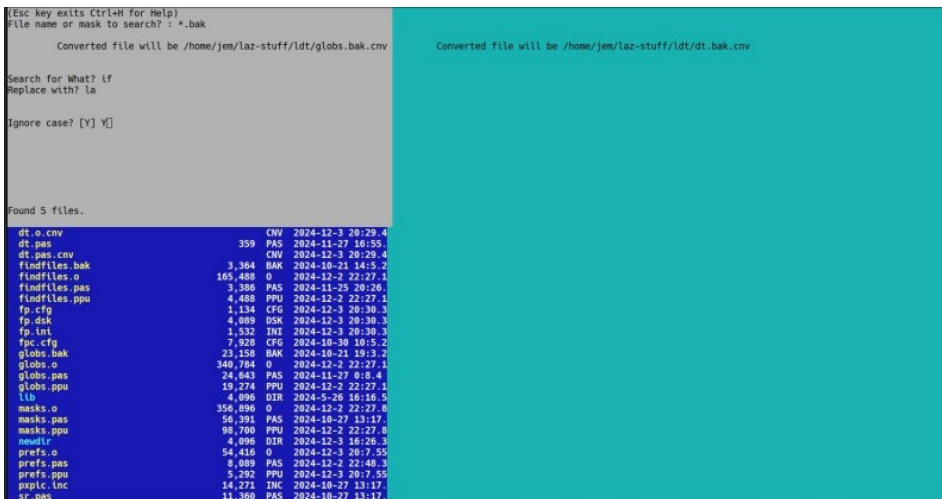 (Esc key exits Ctrl+H for Help)
File name or mask to search? : *.bak
Converted file will be /home/jem/laz-stuff/ldt/globs.bak.cnv Converted file will be /home/jem/laz-stuff/ldt/dt.bak.cnv
Search for What? if
Replace with? la
Ignore case? [Y] Y
Found 5 files.
dt.o.cnv CNV 2024-12-3 20:29.4
dt.pas 359 PAS 2024-11-27 16:55.
dt.pas.cnv CNV 2024-12-3 20:29.4
findfiles.bak 3,364 BAK 2024-10-21 14:5.2
findfiles.o 165,488 O 2024-12-2 22:27.1
findfiles.pas 3,386 PAS 2024-11-25 20:26.
findfiles.ppu 4,488 PPU 2024-12-2 22:27.1
fp.cfg 1,134 CFG 2024-12-3 20:30.3
fp.dsk 4,089 DSK 2024-12-3 20:30.3
fp.ini 1,532 INI 2024-12-3 20:30.3
fpc.cfg 7,928 CFG 2024-10-30 10:5.2
globs.bak 23,158 BAK 2024-10-21 19:3.2
globs.o 340,784 O 2024-12-2 22:27.1
globs.pas 24,643 PAS 2024-11-27 0:8.4
globs.ppu 19,274 PPU 2024-12-2 22:27.1
lib 4,096 DIR 2024-5-26 16:16.5
masks.o 356,896 O 2024-12-2 22:27.8
masks.pas 56,391 PAS 2024-10-27 13:17.
masks.ppu 98,700 PPU 2024-12-2 22:27.8
newdir 4,096 DIR 2024-12-3 16:26.3
prefs.o 54,416 O 2024-12-3 20:7.55
prefs.pas 8,089 PAS 2024-12-2 22:48.3
prefs.ppu 5,292 PPU 2024-12-3 20:7.55
pxpic.inc 14,271 INC 2024-10-27 13:17.
sr.pas 11,360 PAS 2024-10-27 13:17.